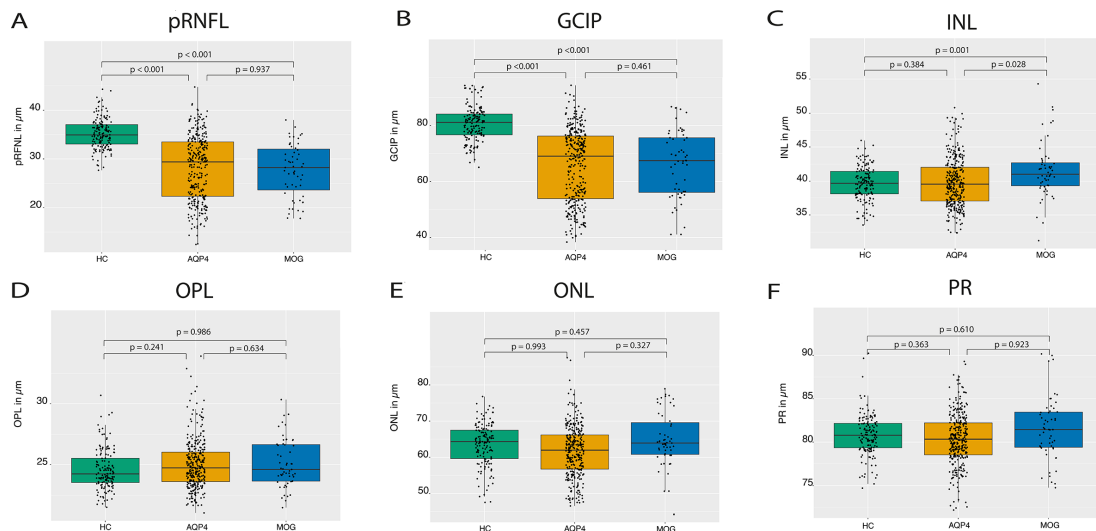 A
pRNFL
p < 0.001
p < 0.001
p = 0.937
pRFNL in µm
40
30
20
HC
AQP4
MOG
B
GCIP
p <0.001
p <0.001
p = 0.461
GCIP in µm
80
60
40
HC
AQP4
MOG
C
INL
p = 0.001
p = 0.384
p = 0.028
INL in µm
55
50
45
40
35
HC
AQP4
MOG
D
OPL
p = 0.986
p = 0.241
p = 0.634
OPL in µm
30
25
HC
AQP4
MOG
E
ONL
p = 0.457
p = 0.993
p = 0.327
ONL in µm
80
70
60
50
HC
AQP4
MOG
F
PR
p = 0.610
p = 0.363
p = 0.923
PR in µm
90
85
80
75
HC
AQP4
MOG